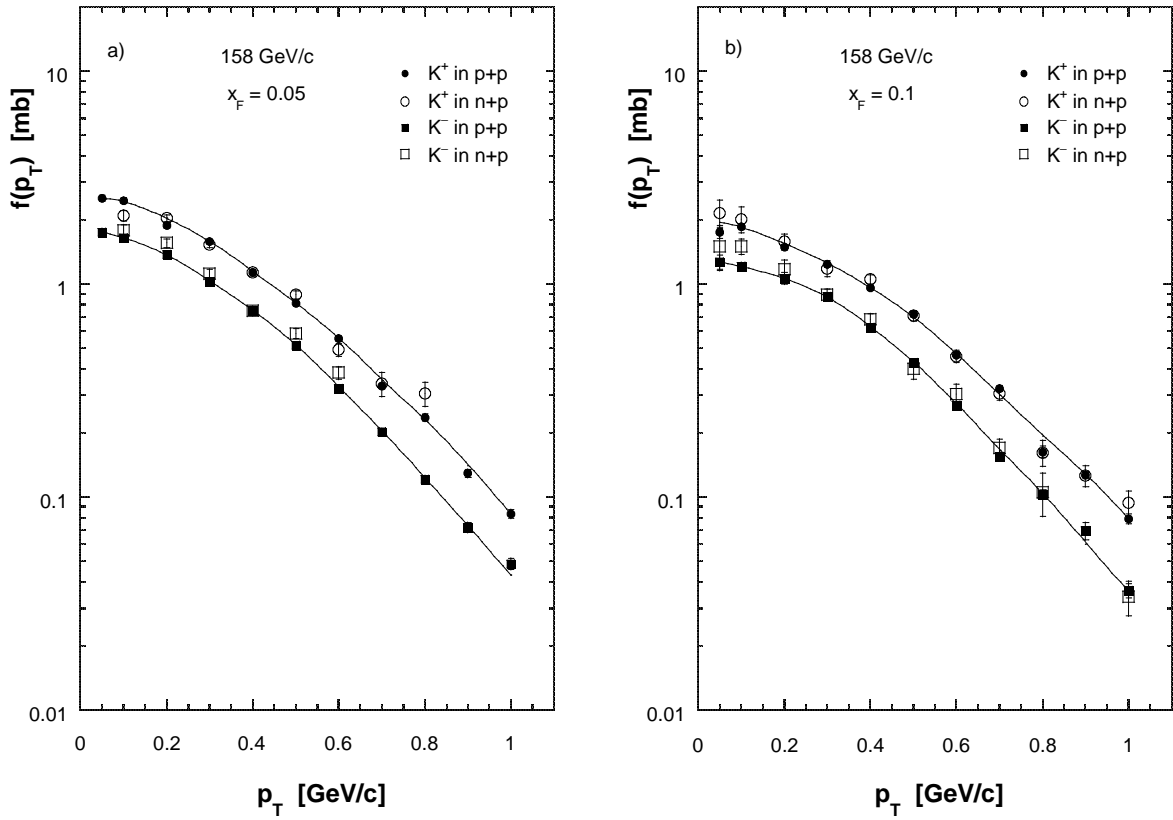 a)
158 GeV/c
x_F = 0.05
K⁺ in p+p
K⁺ in n+p
K⁻ in p+p
K⁻ in n+p
f(p_T) [mb]
10
1
0.1
0.01
0 0.2 0.4 0.6 0.8 1
p_T [GeV/c]
b)
158 GeV/c
x_F = 0.1
K⁺ in p+p
K⁺ in n+p
K⁻ in p+p
K⁻ in n+p
f(p_T) [mb]
10
1
0.1
0.01
0 0.2 0.4 0.6 0.8 1
p_T [GeV/c]